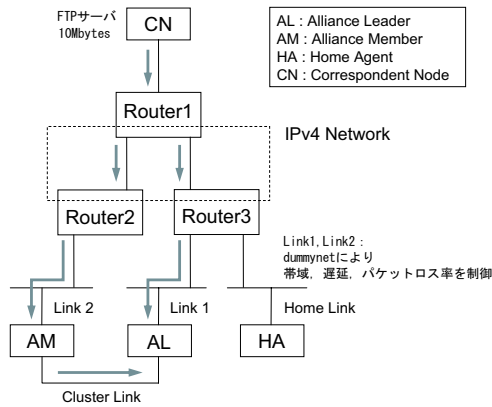 FTPサーバ
10Mbytes
CN
AL : Alliance Leader
AM : Alliance Member
HA : Home Agent
CN : Correspondent Node
Router1
IPv4 Network
Router2
Router3
Link1, Link2 :
dummynetにより
帯域, 遅延, パケットロス率を制御
Link 2
Link 1
Home Link
AM
AL
HA
Cluster Link